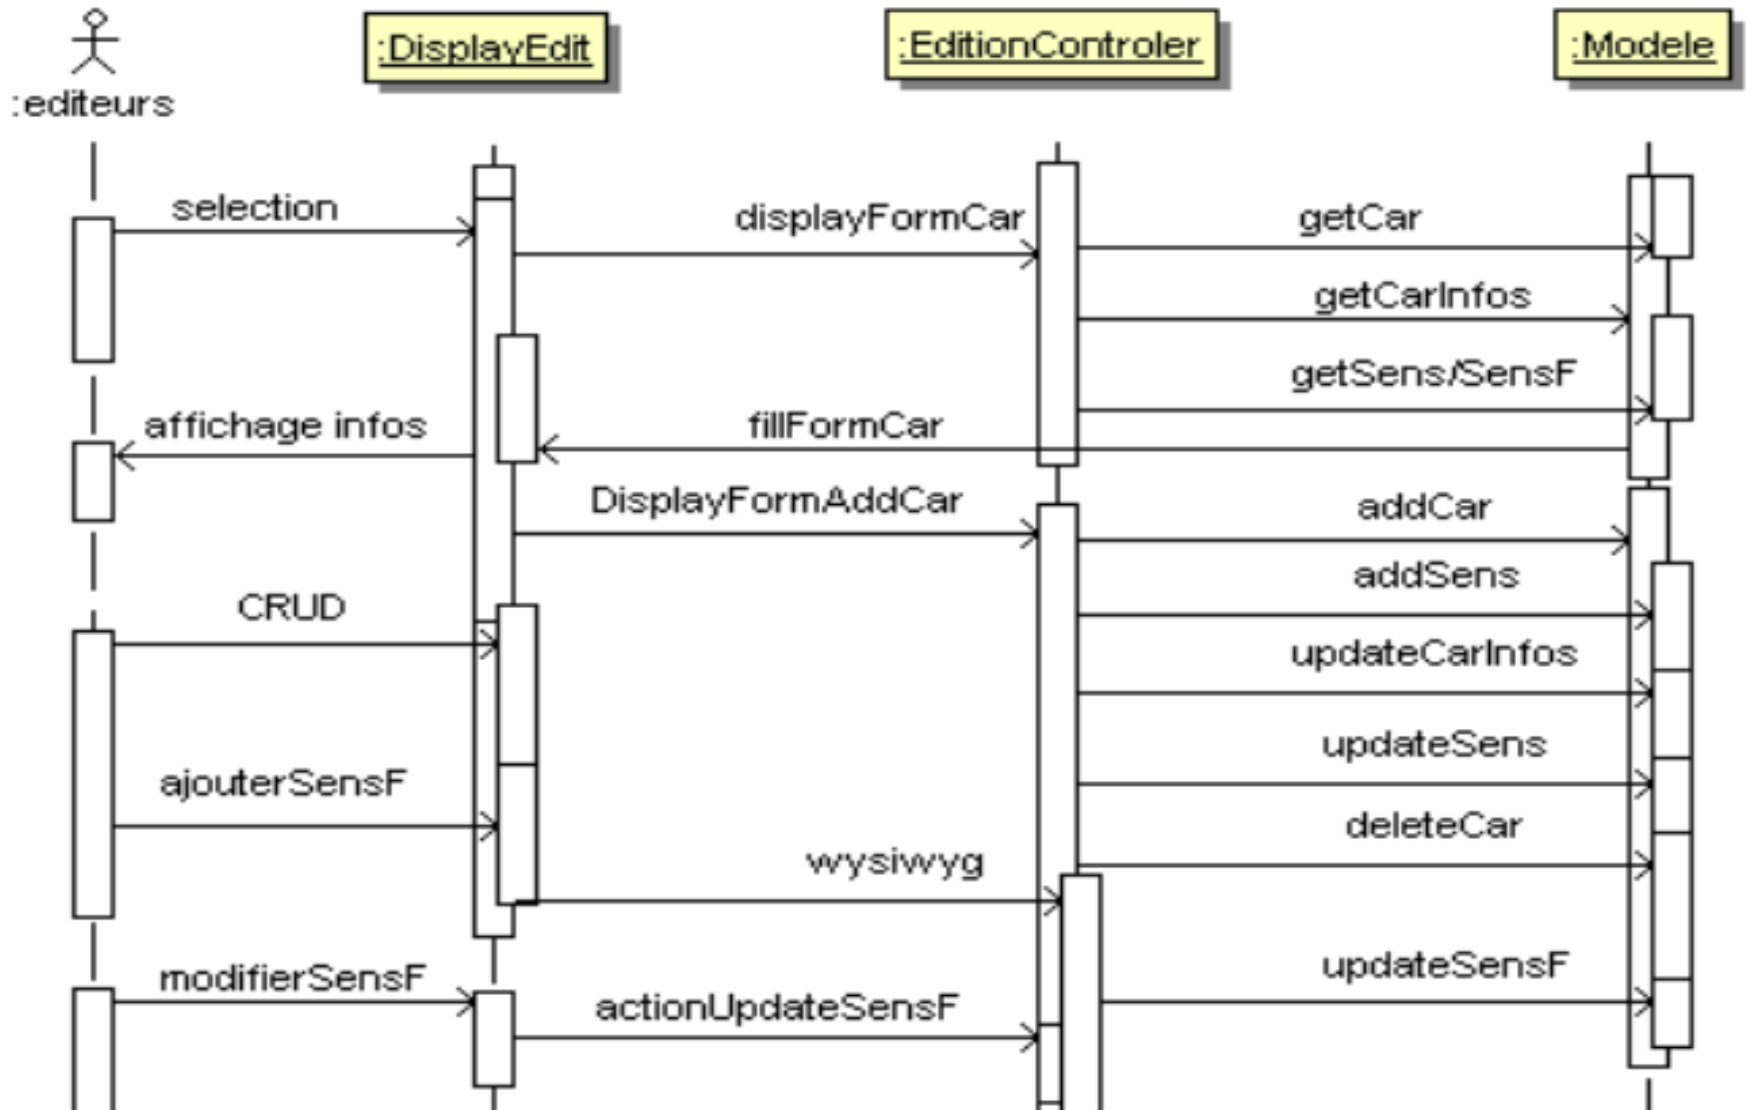 :DisplayEdit
:EditionControler
:Modele
:editeurs
selection
displayFormCar
getCar
getCarInfos
getSens/SensF
affichage infos
fillFormCar
DisplayFormAddCar
addCar
addSens
CRUD
updateCarInfos
updateSens
ajouterSensF
deleteCar
wysiwyg
updateSensF
modifierSensF
actionUpdateSensF